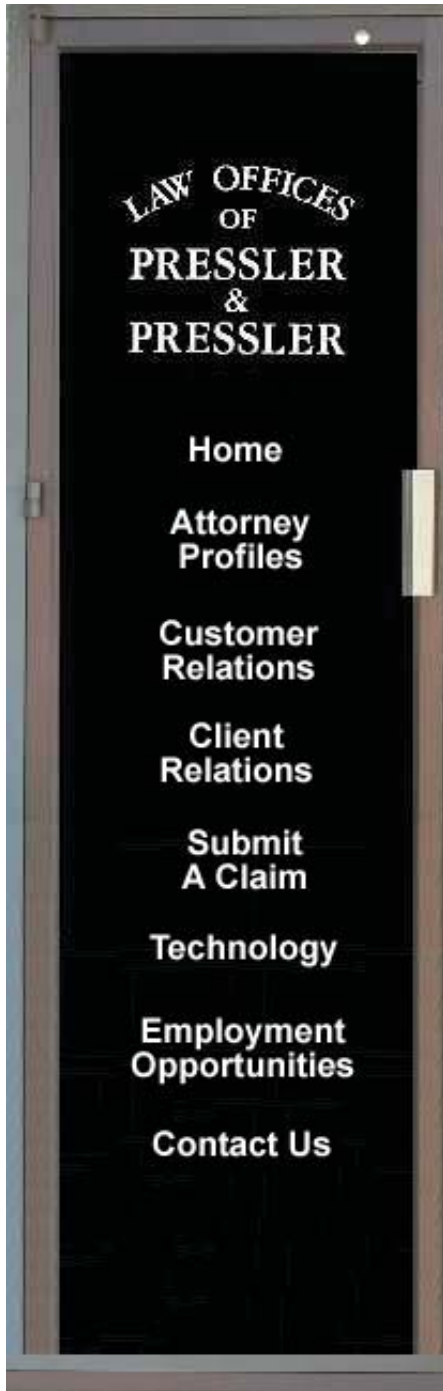 LAW OFFICES
OF
PRESSLER
&
PRESSLER
Home
Attorney
Profiles
Customer
Relations
Client
Relations
Submit
A Claim
Technology
Employment
Opportunities
Contact Us